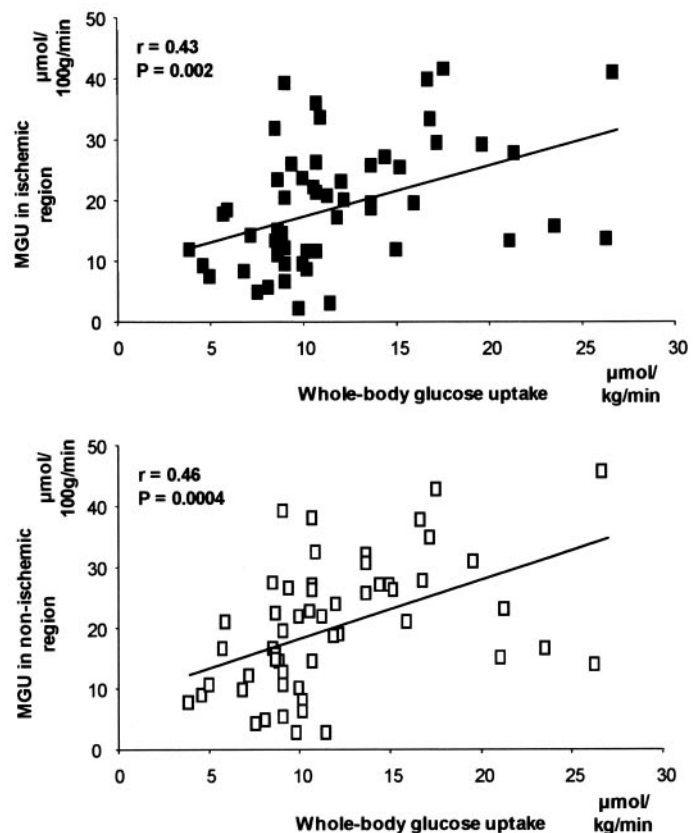 µmol/
100g/min
r = 0.43
P = 0.002
50
40
30
20
10
0
MGU in ischemic
region
0 5 10 15 20 25 30
Whole-body glucose uptake
µmol/
kg/min
µmol/
100g/min
r = 0.46
P = 0.0004
50
40
30
20
10
0
MGU in non-ischemic
region
0 5 10 15 20 25 30
Whole-body glucose uptake
µmol/
kg/min